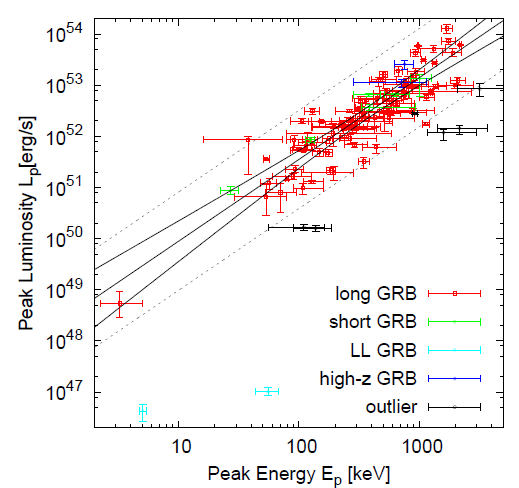 10^54
10^53
10^52
10^51
10^50
10^49
10^48
10^47
Peak Luminosity L_p[erg/s]
long GRB
short GRB
LL GRB
high-z GRB
outlier
10 100 1000
Peak Energy E_p [keV]